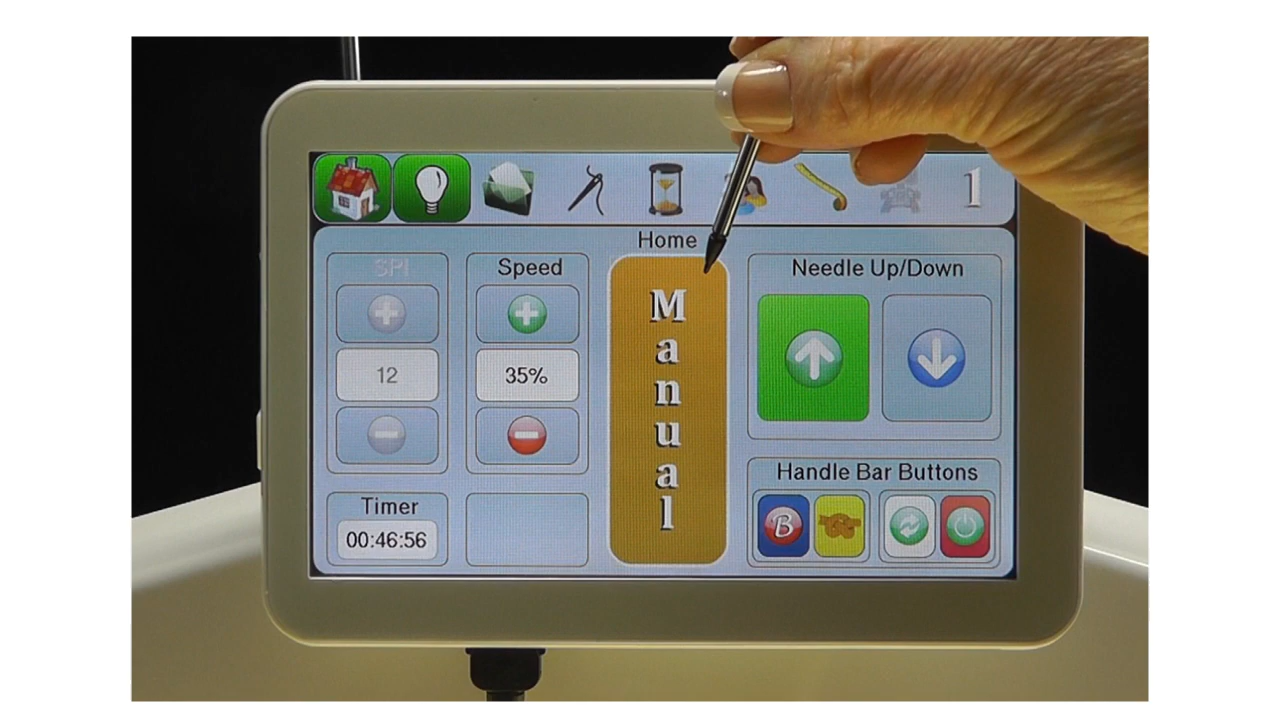 1
Home
SPI
12
Speed
35%
Manual
Needle Up/Down
Timer
00:46:56
Handle Bar Buttons
B